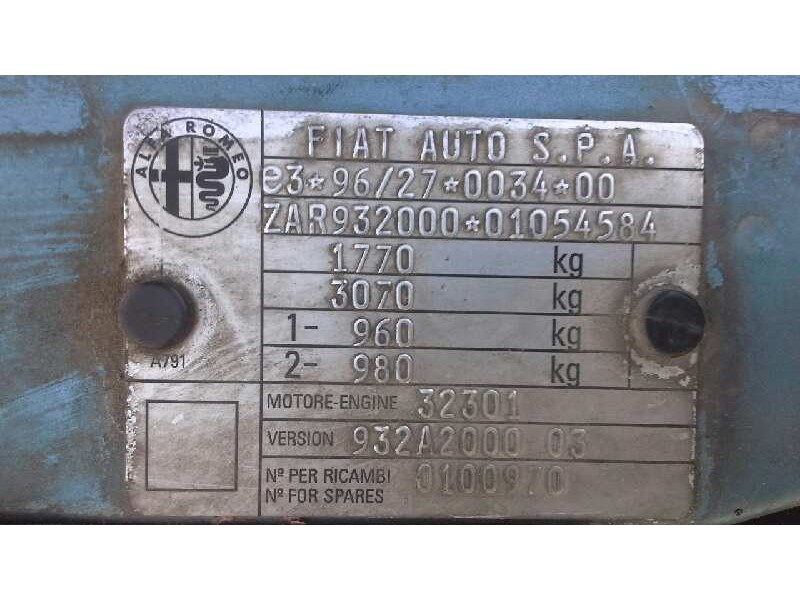 ALFA ROMEO
FIAT AUTO S.P.A.
e3*96/27*0034*00
ZAR932000*01054584
1770 kg
3070 kg
1- 960 kg
2- 980 kg
A791
MOTORE-ENGINE 32301
VERSION 932A2000 03
Nº PER RICAMBI 0100970
Nº FOR SPARES